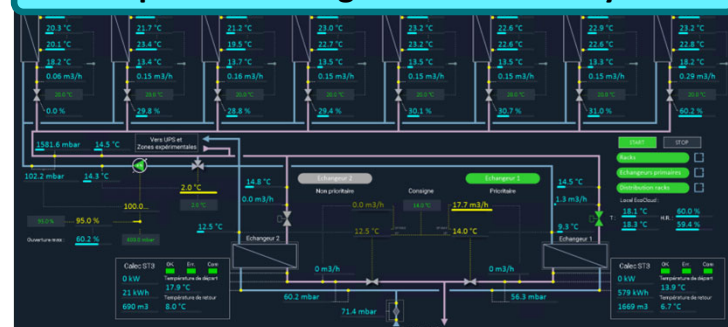 20.3 °C 21.7 °C 21.2 °C 23.0 °C 23.2 °C 22.6 °C 22.9 °C 23.2 °C
20.1 °C 23.4 °C 19.5 °C 22.7 °C 23.2 °C 22.6 °C 22.6 °C 22.8 °C
18.2 °C 13.4 °C 13.7 °C 13.5 °C 13.5 °C 13.5 °C 13.3 °C 18.2 °C
0.06 m3/h 0.15 m3/h 0.16 m3/h 0.15 m3/h 0.15 m3/h 0.15 m3/h 0.15 m3/h 0.29 m3/h
0.0 % 29.8 % 28.8 % 29.4 % 30.1 % 30.7 % 31.0 % 60.2 %
1581.6 mbar 14.5 °C
Vers UPS et
Zones expérimentales
START STOP
Racks
Echangeurs primaires
Distribution racks
102.2 mbar 14.3 °C
2.0 °C
14.8 °C
0.0 m3/h
Echangeur 2
Non prioritaire
Consigne
Echangeur 1
Prioritaire
14.5 °C
1.3 m3/h
Local EcoCloud:
T.: 18.1 °C H.R. 60.0 %
18.3 °C 59.4 %
100.0...
0.0 m3/h 17.7 m3/h
95.0 %
Ouverture max : 60.2 %
12.5 °C
12.5 °C 14.0 °C
9.3 °C
Echangeur 2
Echangeur 1
Calec ST3 OK Err. Com
0 kW Température de départ
21 kWh 17.9 °C
Température de retour
690 m3 8.0 °C
0 m3/h 0 m3/h
60.2 mbar 56.3 mbar
71.4 mbar
Calec ST3 OK Err. Com
0 kW Température de départ
579 kWh 13.9 °C
Température de retour
1669 m3 6.7 °C